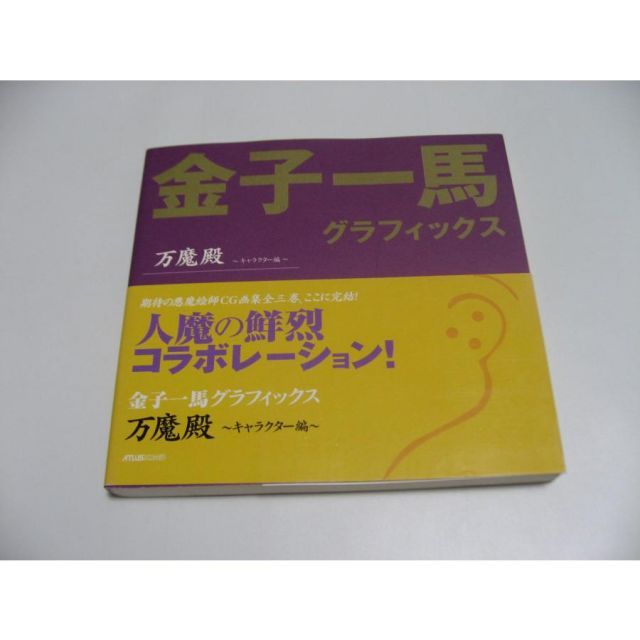 金子一馬
グラフィックス
万魔殿 ～キャラクター編～
期待の悪魔絵師CG画集全三巻、ここに完結!
人魔の鮮烈
コラボレーション!
金子一馬グラフィックス
万魔殿 ～キャラクター編～
ATLUS